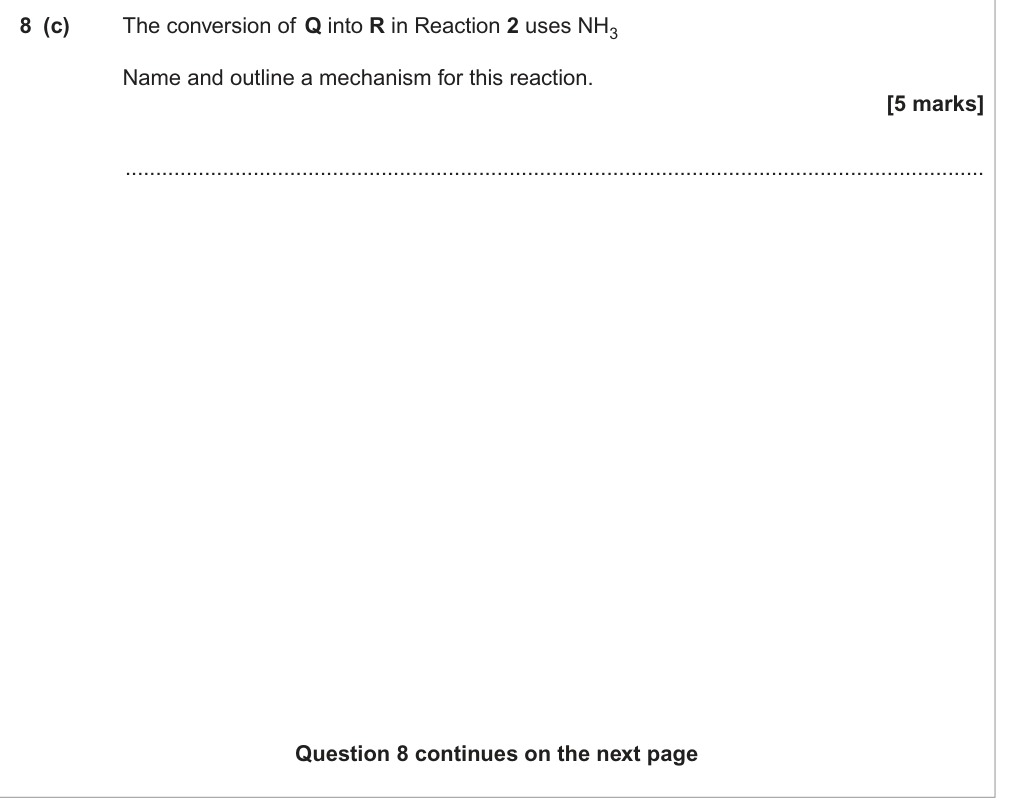 8 (c) The conversion of Q into R in Reaction 2 uses NH₃
Name and outline a mechanism for this reaction.
[5 marks]
Question 8 continues on the next page